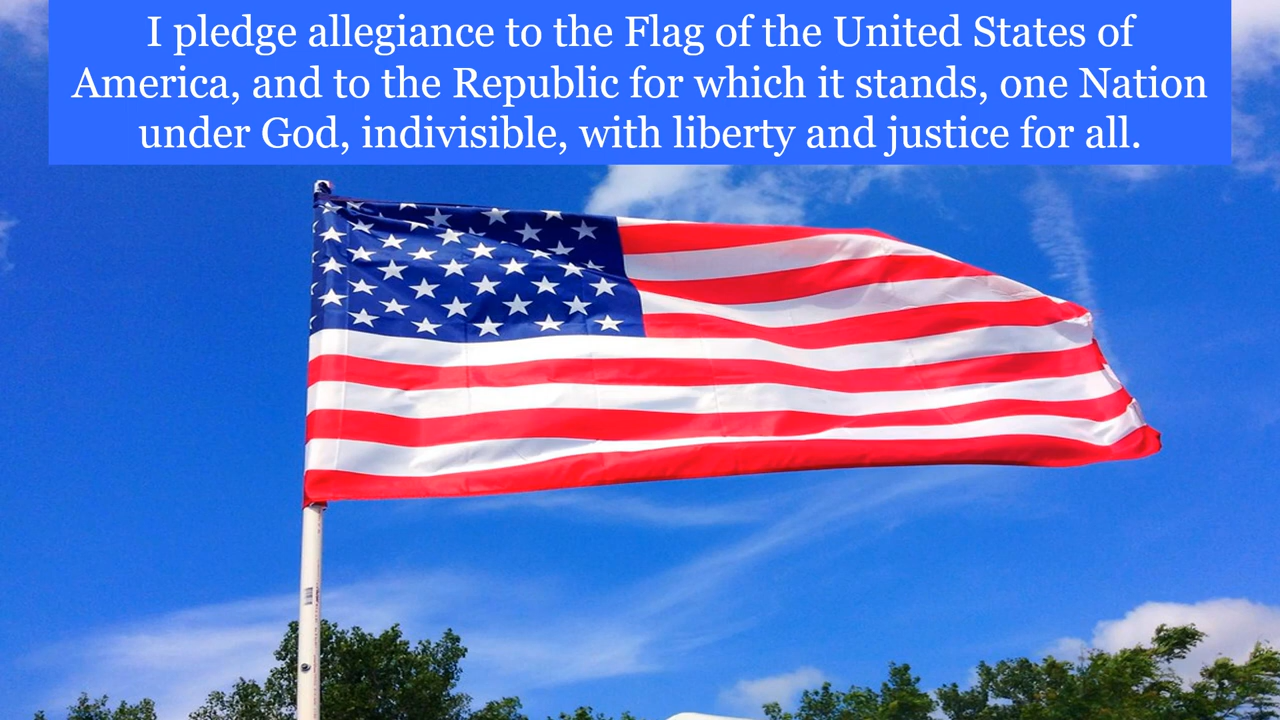 I pledge allegiance to the Flag of the United States of
America, and to the Republic for which it stands, one Nation
under God, indivisible, with liberty and justice for all.